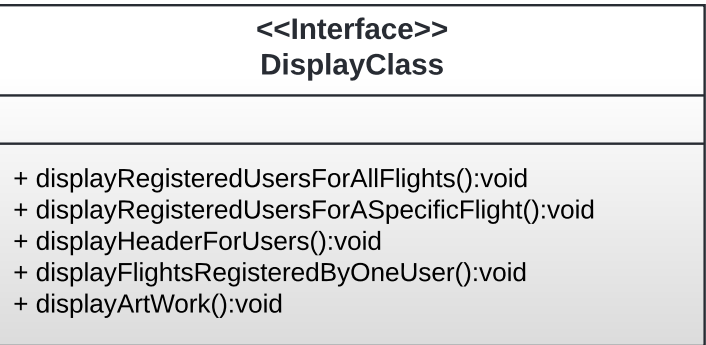 <<Interface>>
DisplayClass
+ displayRegisteredUsersForAllFlights():void
+ displayRegisteredUsersForASpecificFlight():void
+ displayHeaderForUsers():void
+ displayFlightsRegisteredByOneUser():void
+ displayArtWork():void